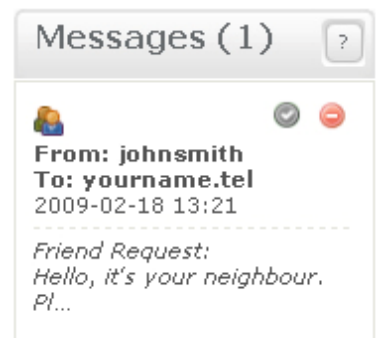 Messages (1) ?
From: johnsmith
To: yourname.tel
2009-02-18 13:21
Friend Request:
Hello, it's your neighbour.
Pl...